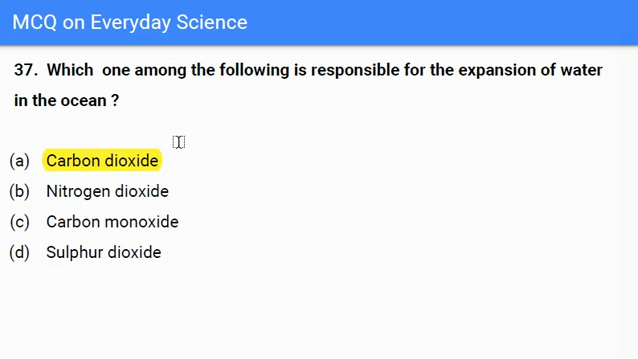 MCQ on Everyday Science
37. Which one among the following is responsible for the expansion of water
in the ocean ?
(a) Carbon dioxide
(b) Nitrogen dioxide
(c) Carbon monoxide
(d) Sulphur dioxide